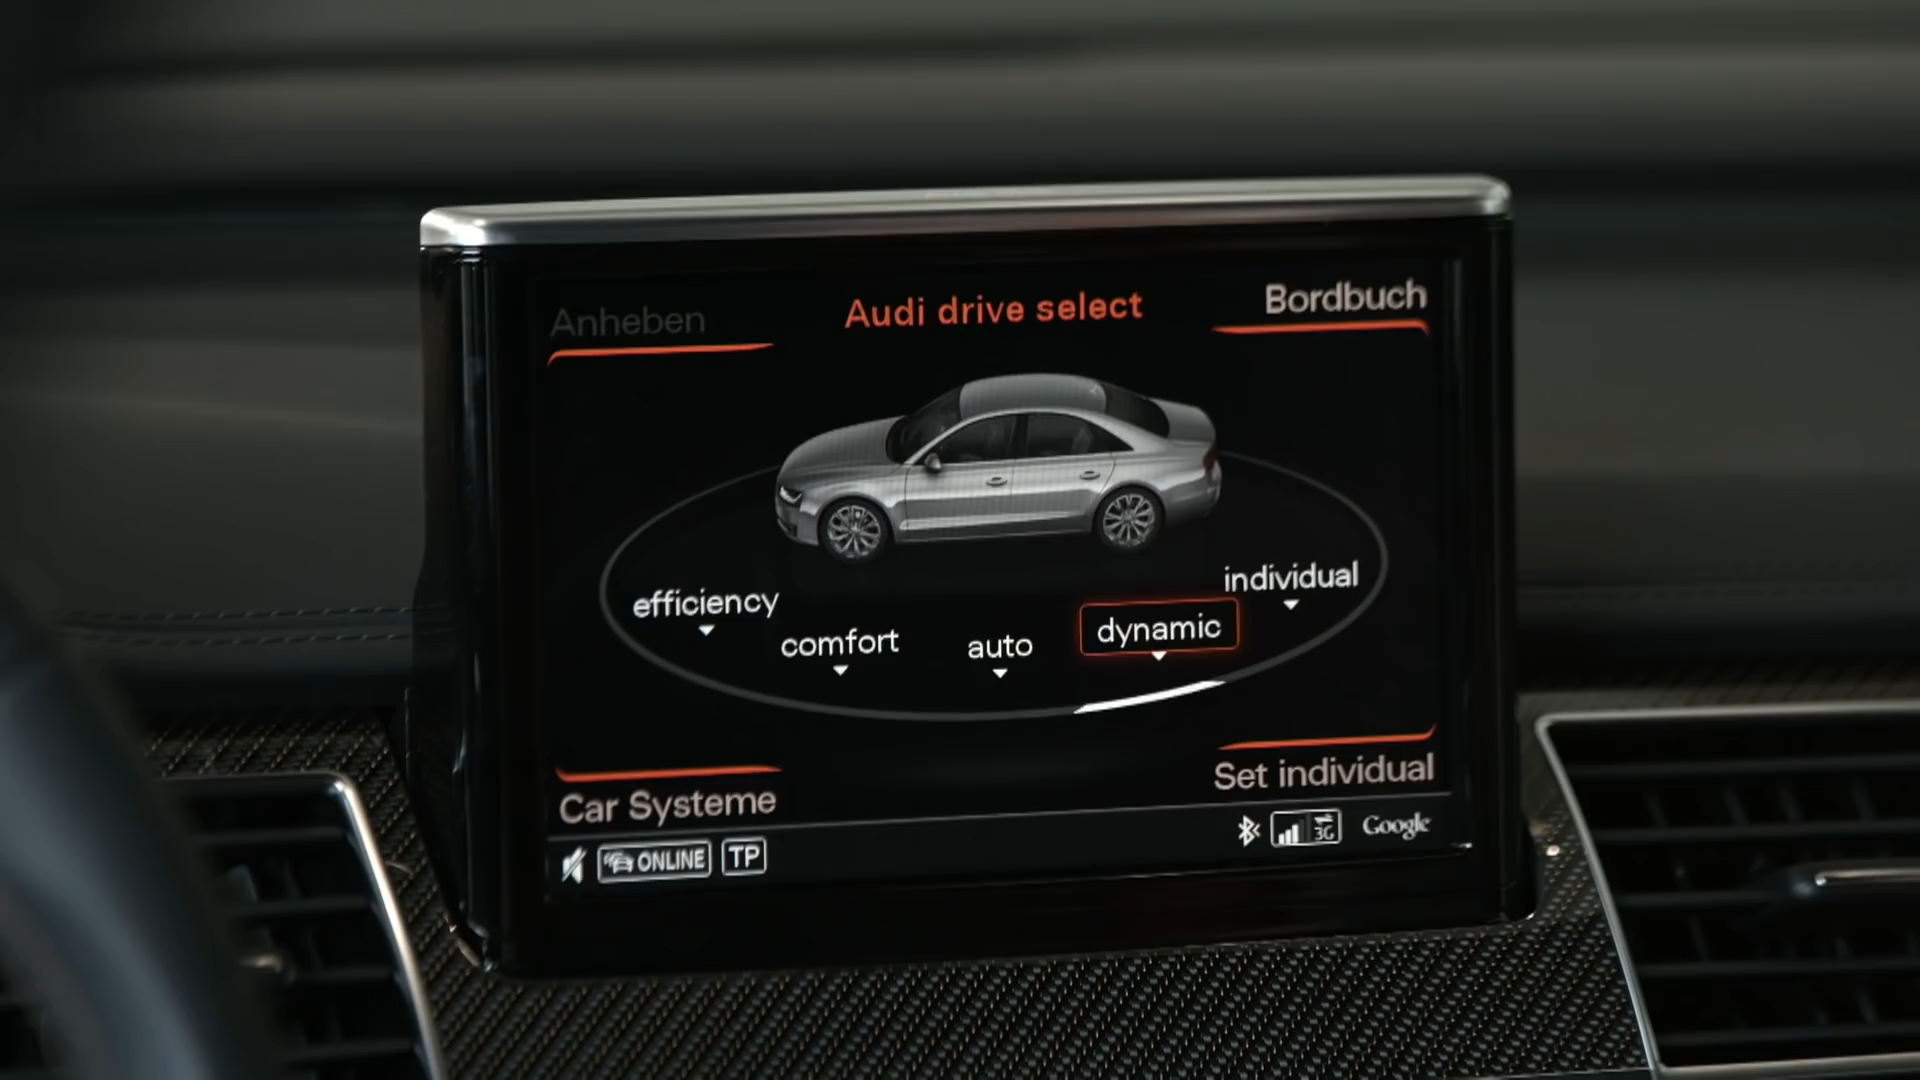 Anheben
Audi drive select
Bordbuch
efficiency
comfort
auto
dynamic
individual
Car Systeme
Set individual
ONLINE
TP
3G
Google